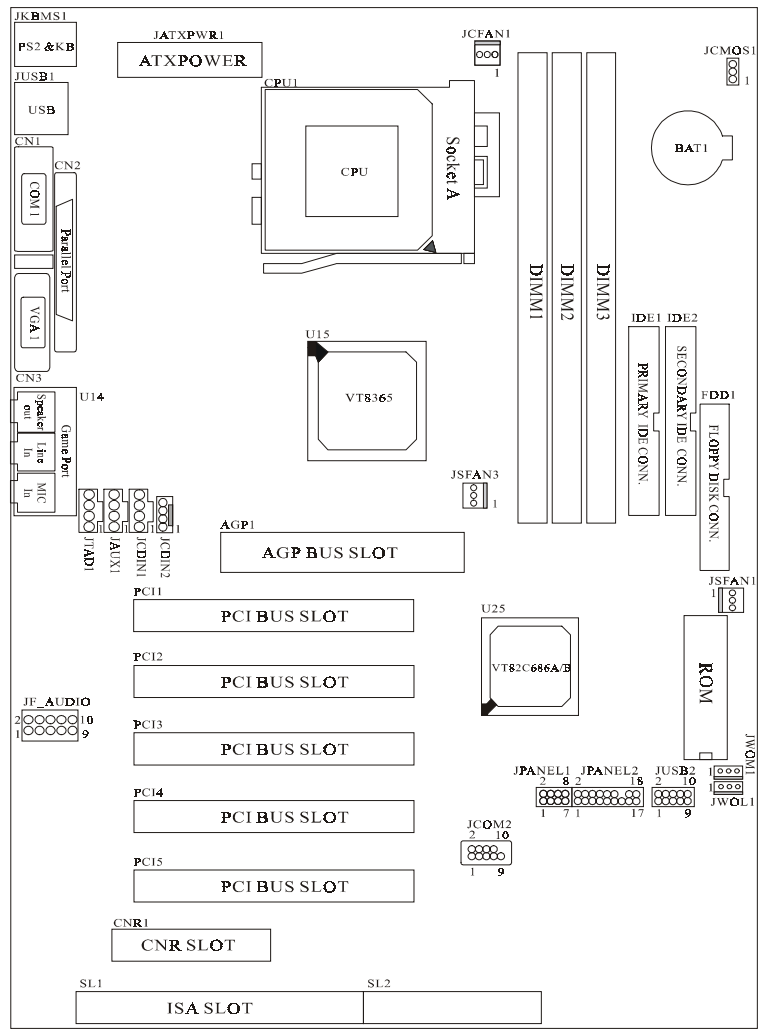 JKBMS1
PS2 &KB
JATXPWR1
ATXPOWER
JCFAN1
1
JCMOS1
1
JUSB1
USB
CPU1
CPU
Socket A
BAT1
CN1
COM1
CN2
Parallel Port
VGA1
CN3
DIMM1
DIMM2
DIMM3
U15
VT8365
IDE1
PRIMARY IDE CONN.
IDE2
SECONDARY IDE CONN.
FDD1
FLOPPY DISK CONN.
U14
Game Port
Speaker out
Line In
MIC In
JSFAN3
1
1
JTAD1
1
JAUX1
1
JCDIN1
1
JCDIN2
AGP1
AGP BUS SLOT
JSFAN1
1
PCI1
PCI BUS SLOT
U25
VT82C686A/B
ROM
PCI2
PCI BUS SLOT
JF_AUDIO
2 10
1 9
PCI3
PCI BUS SLOT
JWOM1
1
1
JWOL1
JPANEL1
2 8
1 7
JPANEL2
2 18
1 17
JUSB2
2 10
1 9
PCI4
PCI BUS SLOT
JCOM2
2 10
1 9
PCI5
PCI BUS SLOT
CNR1
CNR SLOT
SL1
ISA SLOT
SL2